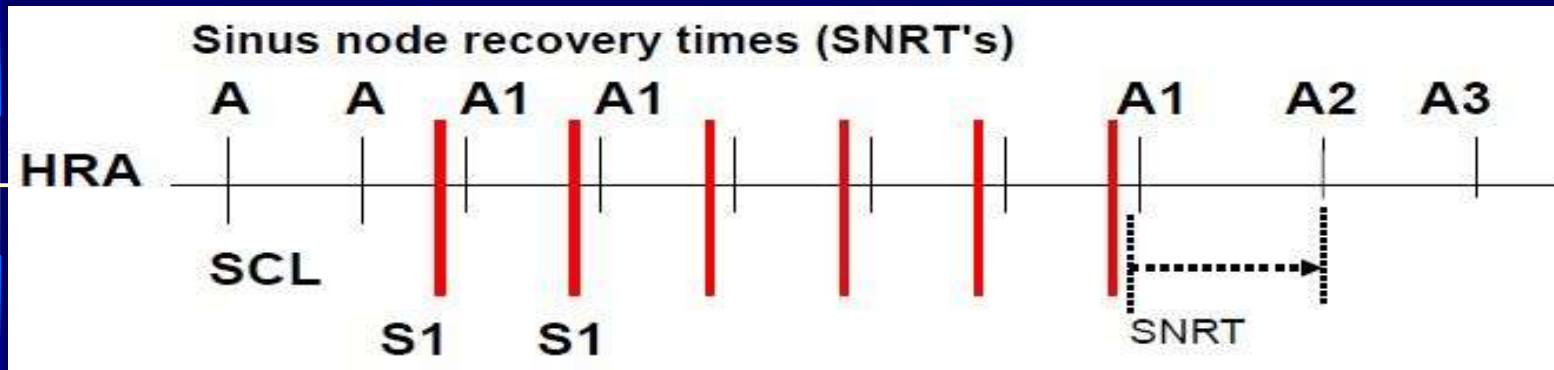 Sinus node recovery times (SNRT's)
A A A1 A1 A1 A2 A3
HRA
SCL
S1 S1 SNRT